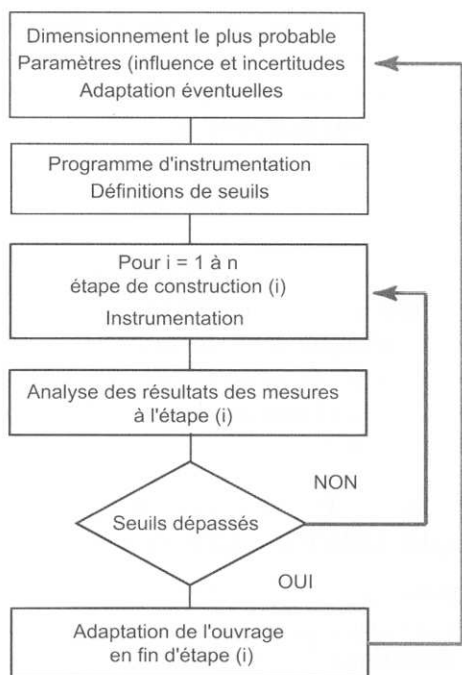 Dimensionnement le plus probable
Paramètres (influence et incertitudes
Adaptation éventuelles
Programme d'instrumentation
Définitions de seuils
Pour i = 1 à n
étape de construction (i)
Instrumentation
Analyse des résultats des mesures
à l'étape (i)
NON
Seuils dépassés
OUI
Adaptation de l'ouvrage
en fin d'étape (i)